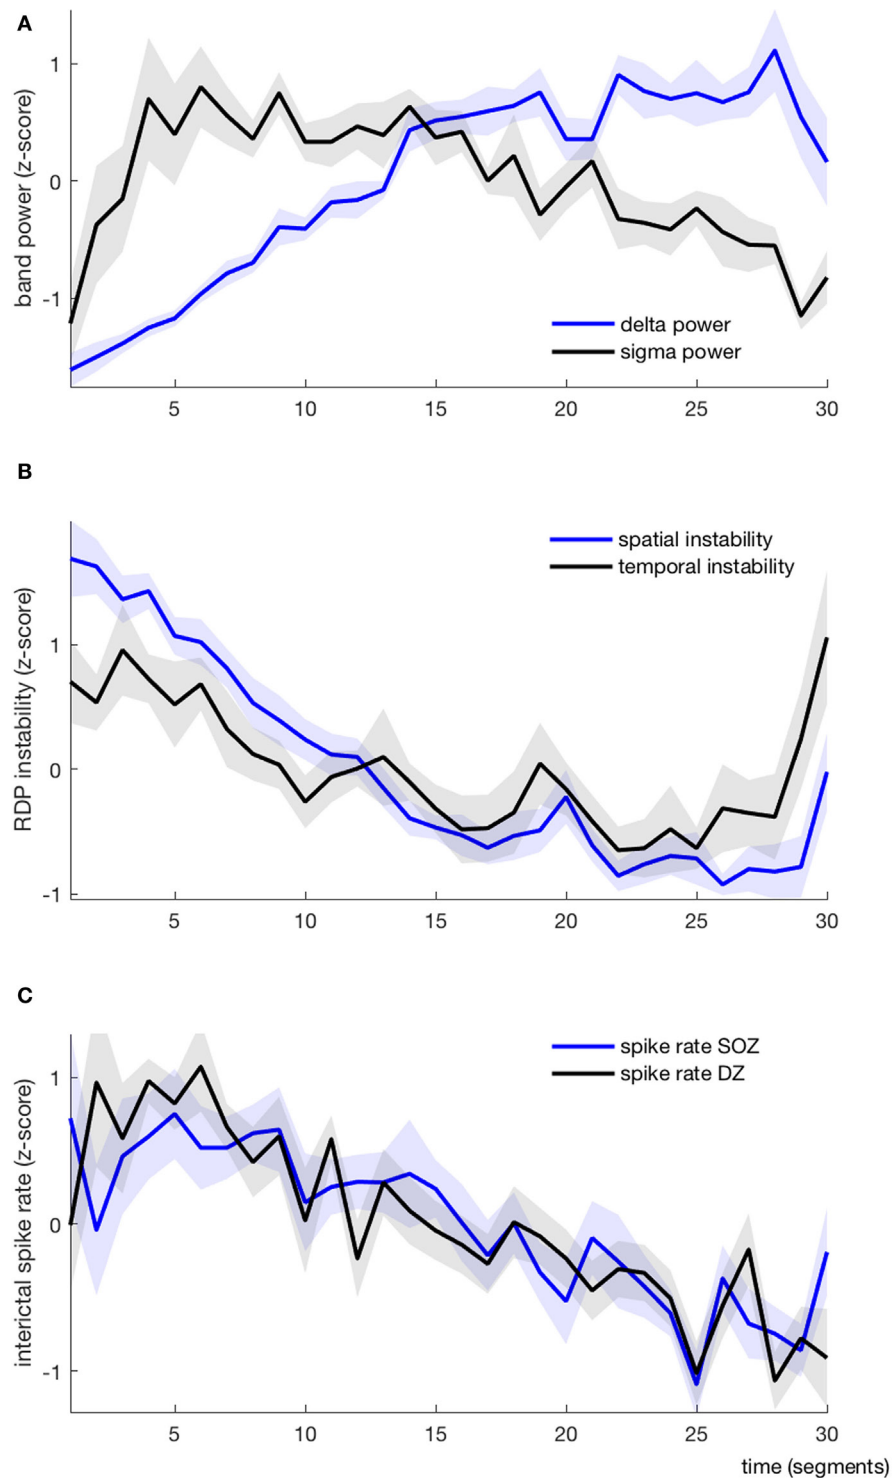 A
band power (z-score)
1
0
-1
delta power
sigma power
5 10 15 20 25 30
B
RDP instability (z-score)
spatial instability
temporal instability
1
0
-1
5 10 15 20 25 30
C
interictal spike rate (z-score)
spike rate SOZ
spike rate DZ
1
0
-1
5 10 15 20 25 30
time (segments)